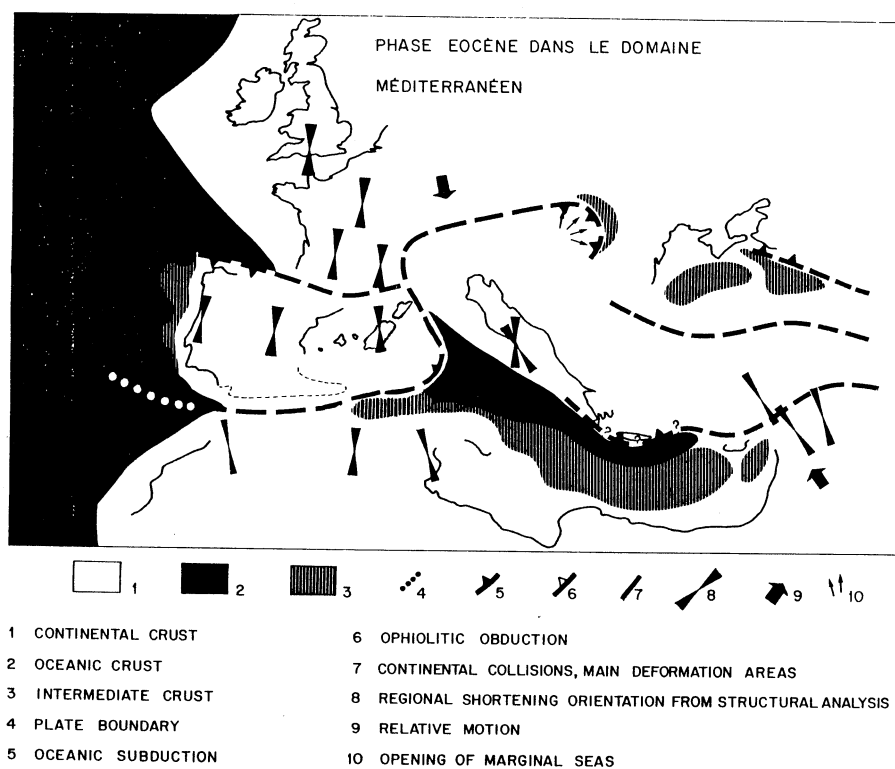 PHASE EOCÈNE DANS LE DOMAINE
MÉDITERRANÉEN
?
?
?
1 2 3 4 5 6 7 8 9 10
1 CONTINENTAL CRUST
2 OCEANIC CRUST
3 INTERMEDIATE CRUST
4 PLATE BOUNDARY
5 OCEANIC SUBDUCTION
6 OPHIOLITIC OBDUCTION
7 CONTINENTAL COLLISIONS, MAIN DEFORMATION AREAS
8 REGIONAL SHORTENING ORIENTATION FROM STRUCTURAL ANALYSIS
9 RELATIVE MOTION
10 OPENING OF MARGINAL SEAS